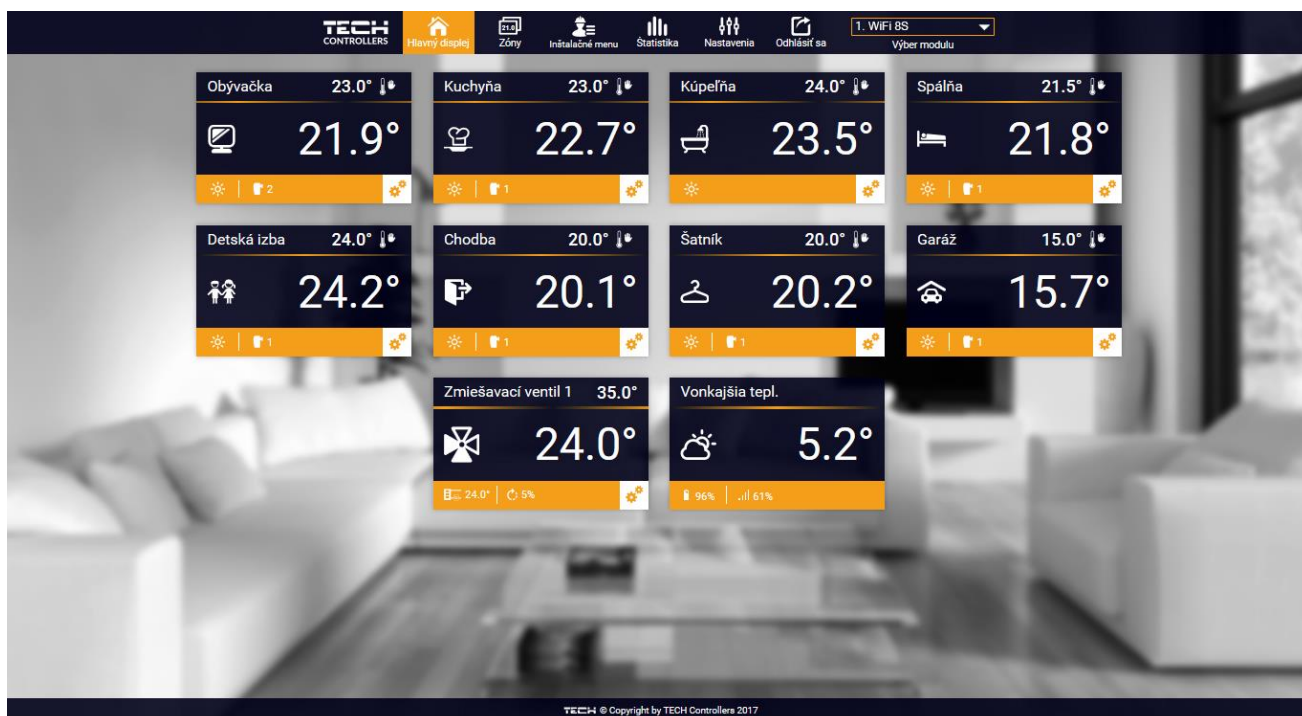 TECH
CONTROLLERS
Hlavný displej
Zóny
Inštalačné menu
Štatistika
Nastavenia
Odhlásiť sa
1. WiFi 8S
Výber modulu
21.0
Obývačka 23.0°
21.9°
2
Kuchyňa 23.0°
22.7°
1
Kúpeľňa 24.0°
23.5°
Spálňa 21.5°
21.8°
1
Detská izba 24.0°
24.2°
1
Chodba 20.0°
20.1°
1
Šatník 20.0°
20.2°
1
Garáž 15.0°
15.7°
1
Zmiešavací ventil 1 35.0°
24.0°
24.0° 5%
Vonkajšia tepl.
5.2°
96% 61%
TECH © Copyright by TECH Controllers 2017